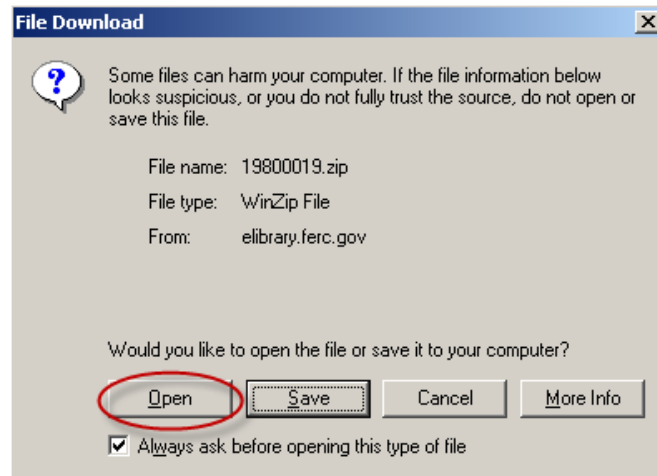 File Download
Some files can harm your computer. If the file information below
looks suspicious, or you do not fully trust the source, do not open or
save this file.
File name: 19800019.zip
File type: WinZip File
From: elibrary.ferc.gov
Would you like to open the file or save it to your computer?
Open Save Cancel More Info
Always ask before opening this type of file